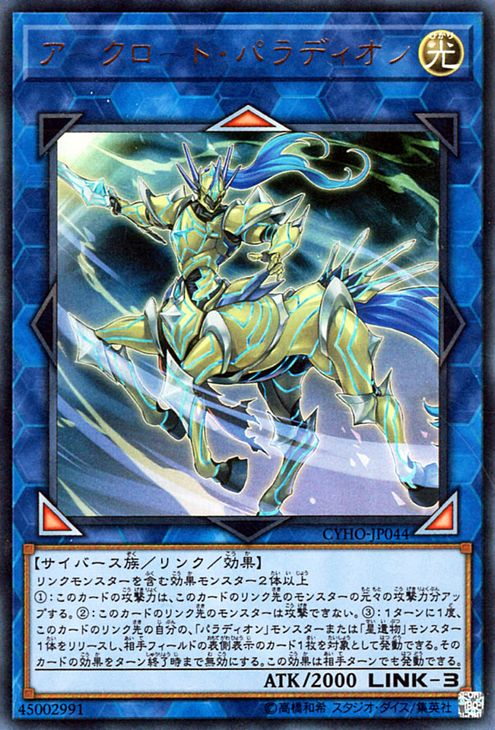 アークロード・パラディオン
光
CYHO-JP044
【サイバース族／リンク／効果】
リンクモンスターを含む効果モンスター2体以上
①：このカードの攻撃力は、このカードのリンク先のモンスターの元々の攻撃力分アッ
プする。②：このカードのリンク先のモンスターは攻撃できない。③：1ターンに1度、
このカードのリンク先の自分の、「パラディオン」モンスターまたは「星遺物」モンスター
1体をリリースし、相手フィールドの表側表示のカード1枚を対象として発動できる。その
カードの効果をターン終了時まで無効にする。この効果は相手ターンでも発動できる。
ATK/2000 LINK-3
45002991
©高橋和希 スタジオ・ダイス/集英社